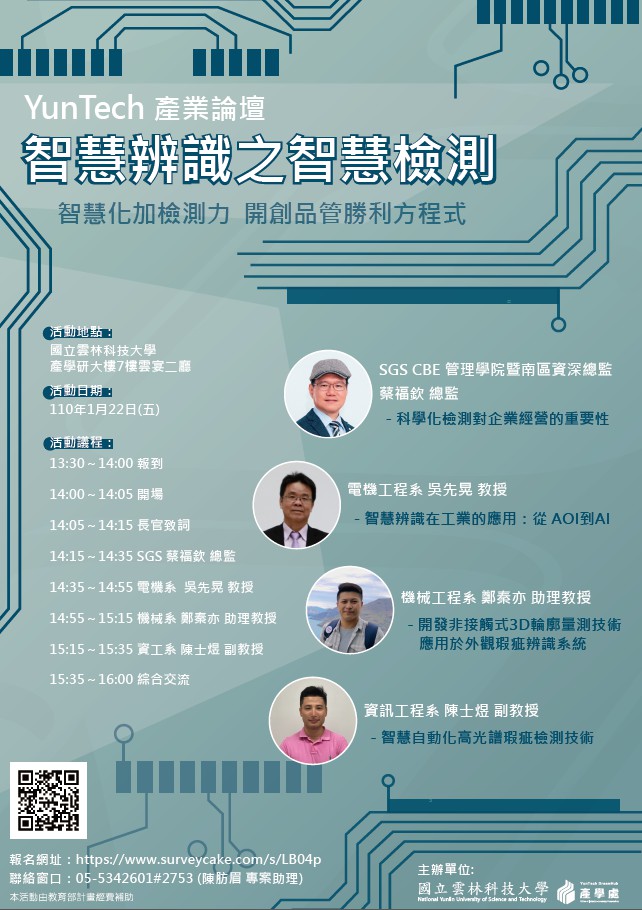 YunTech 產業論壇
智慧辨識之智慧檢測
智慧化加檢測力 開創品管勝利方程式
活動地點：
國立雲林科技大學
產學研大樓7樓雲宴二廳
活動日期：
110年1月22日(五)
活動議程：
13:30～14:00 報到
14:00～14:05 開場
14:05～14:15 長官致詞
14:15～14:35 SGS 蔡福欽 總監
14:35～14:55 電機系 吳先晃 教授
14:55～15:15 機械系 鄭秦亦 助理教授
15:15～15:35 資工系 陳士煜 副教授
15:35～16:00 綜合交流
SGS CBE 管理學院暨南區資深總監
蔡福欽 總監
- 科學化檢測對企業經營的重要性
電機工程系 吳先晃 教授
- 智慧辨識在工業的應用：從 AOI到AI
機械工程系 鄭秦亦 助理教授
- 開發非接觸式3D輪廓量測技術
應用於外觀瑕疵辨識系統
資訊工程系 陳士煜 副教授
- 智慧自動化高光譜瑕疵檢測技術
報名網址：https://www.surveycake.com/s/LB04p
聯絡窗口：05-5342601#2753 (陳肪眉 專案助理)
本活動由教育部計畫經費補助
主辦單位:
國立雲林科技大學
National Yunlin University of Science and Technology
產學處